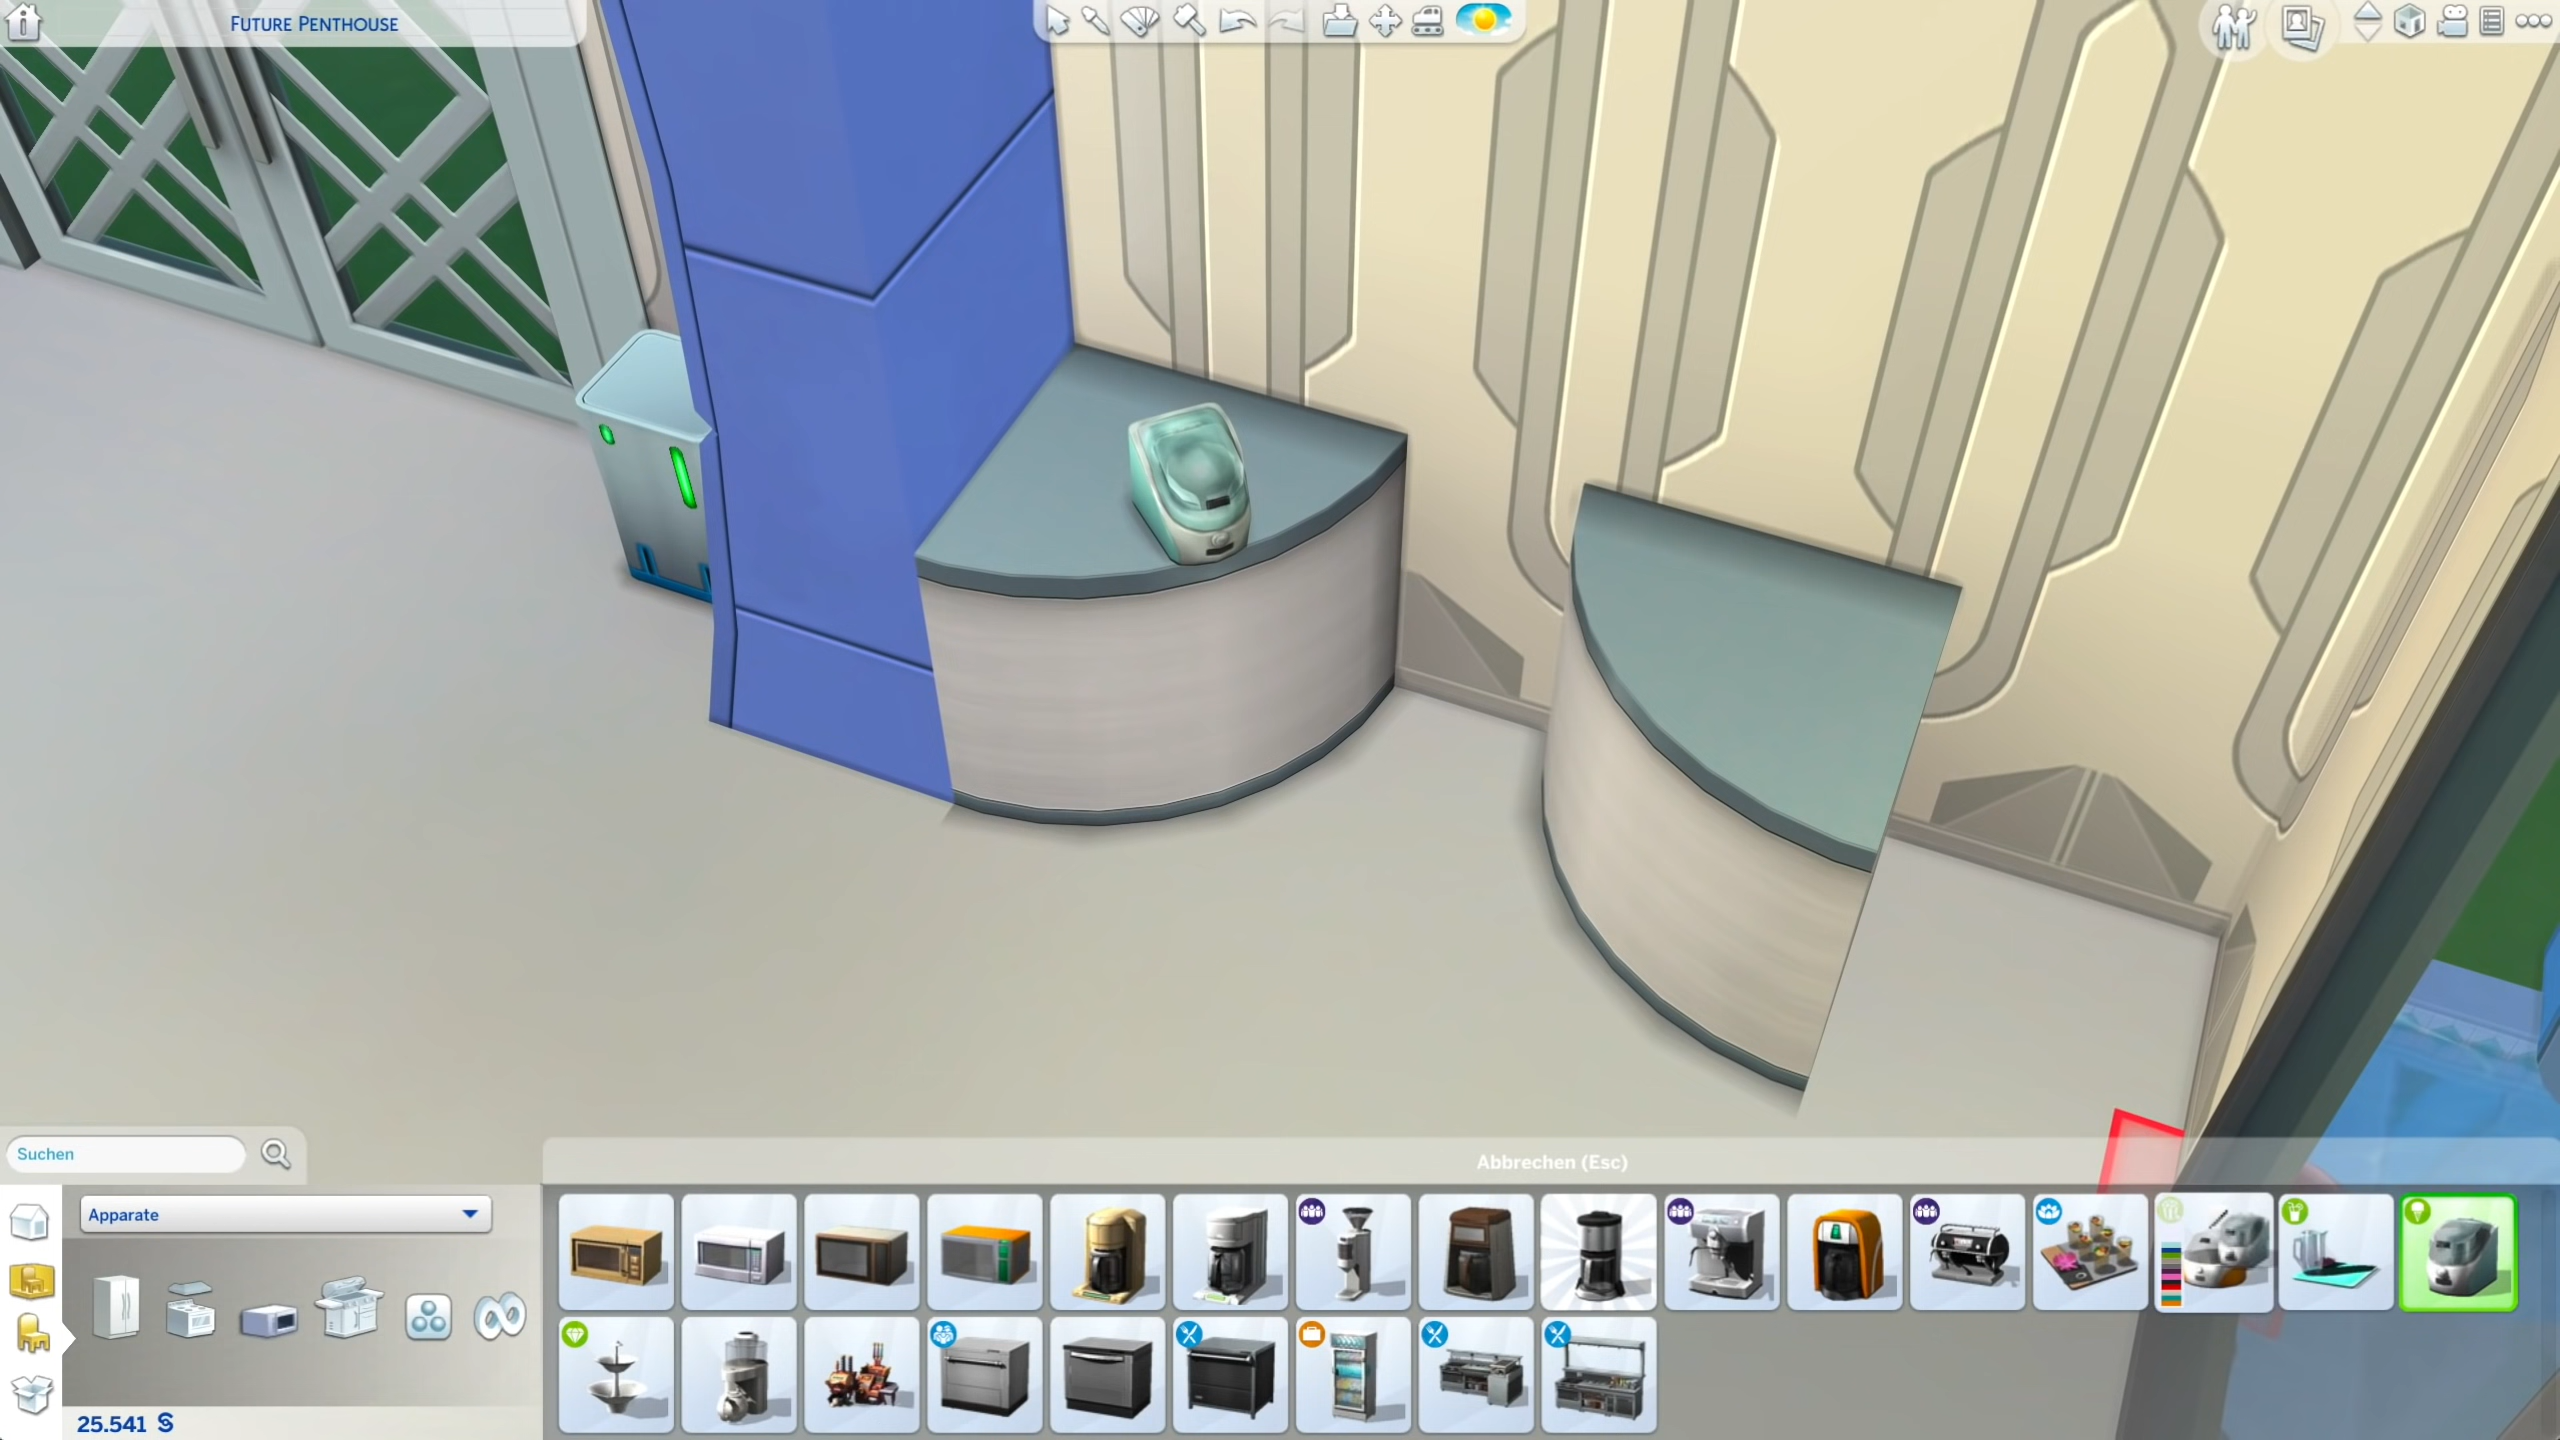 FUTURE PENTHOUSE
Suchen
Abbrechen (Esc)
Apparate
25.541 §